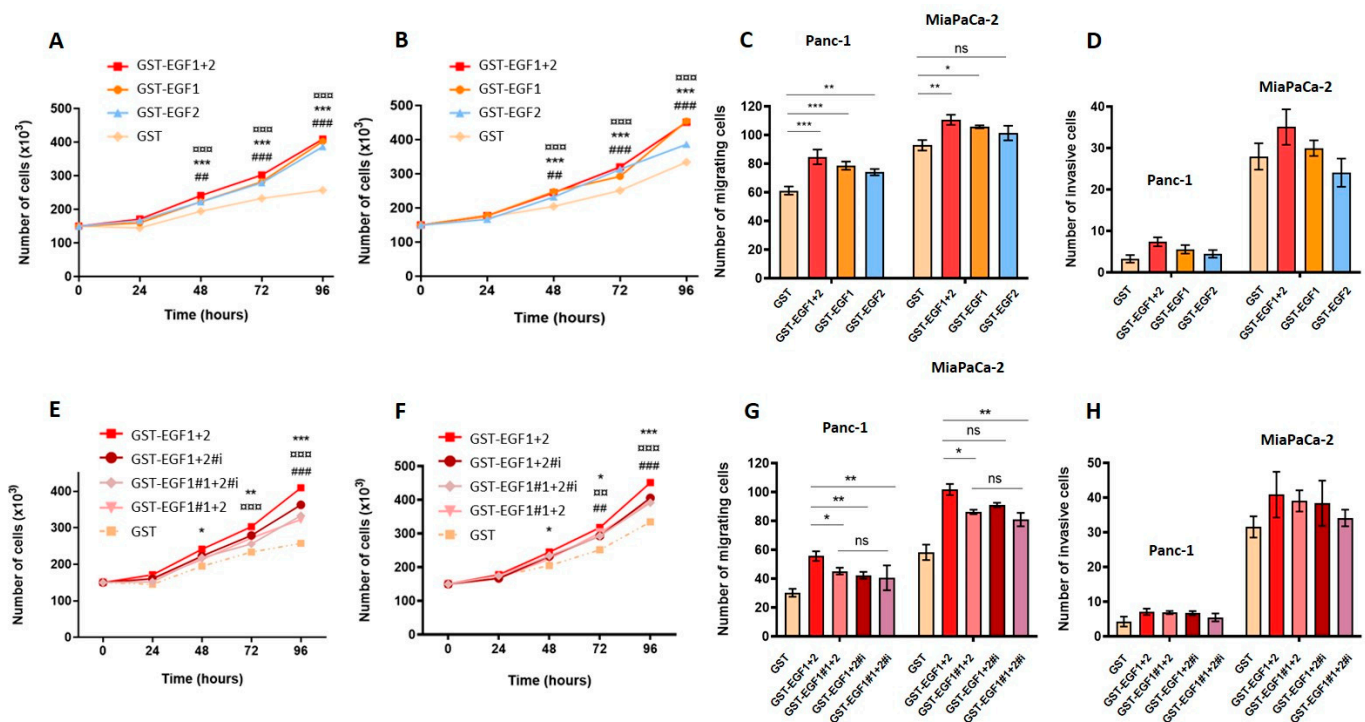 A
GST-EGF1+2
GST-EGF1
GST-EGF2
GST
Number of cells (x10³)
500
400
300
200
100
0
¤¤¤
***
##
¤¤¤
***
###
¤¤¤
***
###
0 24 48 72 96
Time (hours)
B
GST-EGF1+2
GST-EGF1
GST-EGF2
GST
Number of cells (x10³)
500
400
300
200
100
0
¤¤¤
***
##
¤¤¤
***
###
¤¤¤
***
###
0 24 48 72 96
Time (hours)
C
Panc-1
MiaPaCa-2
Number of migrating cells
120
100
80
60
40
20
0
**
***
***
ns
*
**
GST
GST-EGF1+2
GST-EGF1
GST-EGF2
GST
GST-EGF1+2
GST-EGF1
GST-EGF2
D
MiaPaCa-2
Panc-1
Number of invasive cells
40
30
20
10
0
GST
GST-EGF1+2
GST-EGF1
GST-EGF2
GST
GST-EGF1+2
GST-EGF1
GST-EGF2
E
GST-EGF1+2
GST-EGF1+2#i
GST-EGF1#1+2#i
GST-EGF1#1+2
GST
Number of cells (x10³)
500
400
300
200
100
0
*
**
¤¤¤
***
¤¤¤
###
0 24 48 72 96
Time (hours)
F
GST-EGF1+2
GST-EGF1+2#i
GST-EGF1#1+2#i
GST-EGF1#1+2
GST
Number of cells (x10³)
500
400
300
200
100
0
*
*
¤¤
##
***
¤¤¤
###
0 24 48 72 96
Time (hours)
G
Panc-1
MiaPaCa-2
Number of migrating cells
120
100
80
60
40
20
0
**
**
*
ns
**
ns
*
ns
GST
GST-EGF1+2
GST-EGF1#1+2
GST-EGF1+2#i
GST-EGF1#1+2#i
GST
GST-EGF1+2
GST-EGF1#1+2
GST-EGF1+2#i
GST-EGF1#1+2#i
H
MiaPaCa-2
Panc-1
Number of invasive cells
50
40
30
20
10
0
GST
GST-EGF1+2
GST-EGF1#1+2
GST-EGF1+2#i
GST-EGF1#1+2#i
GST
GST-EGF1+2
GST-EGF1#1+2
GST-EGF1+2#i
GST-EGF1#1+2#i